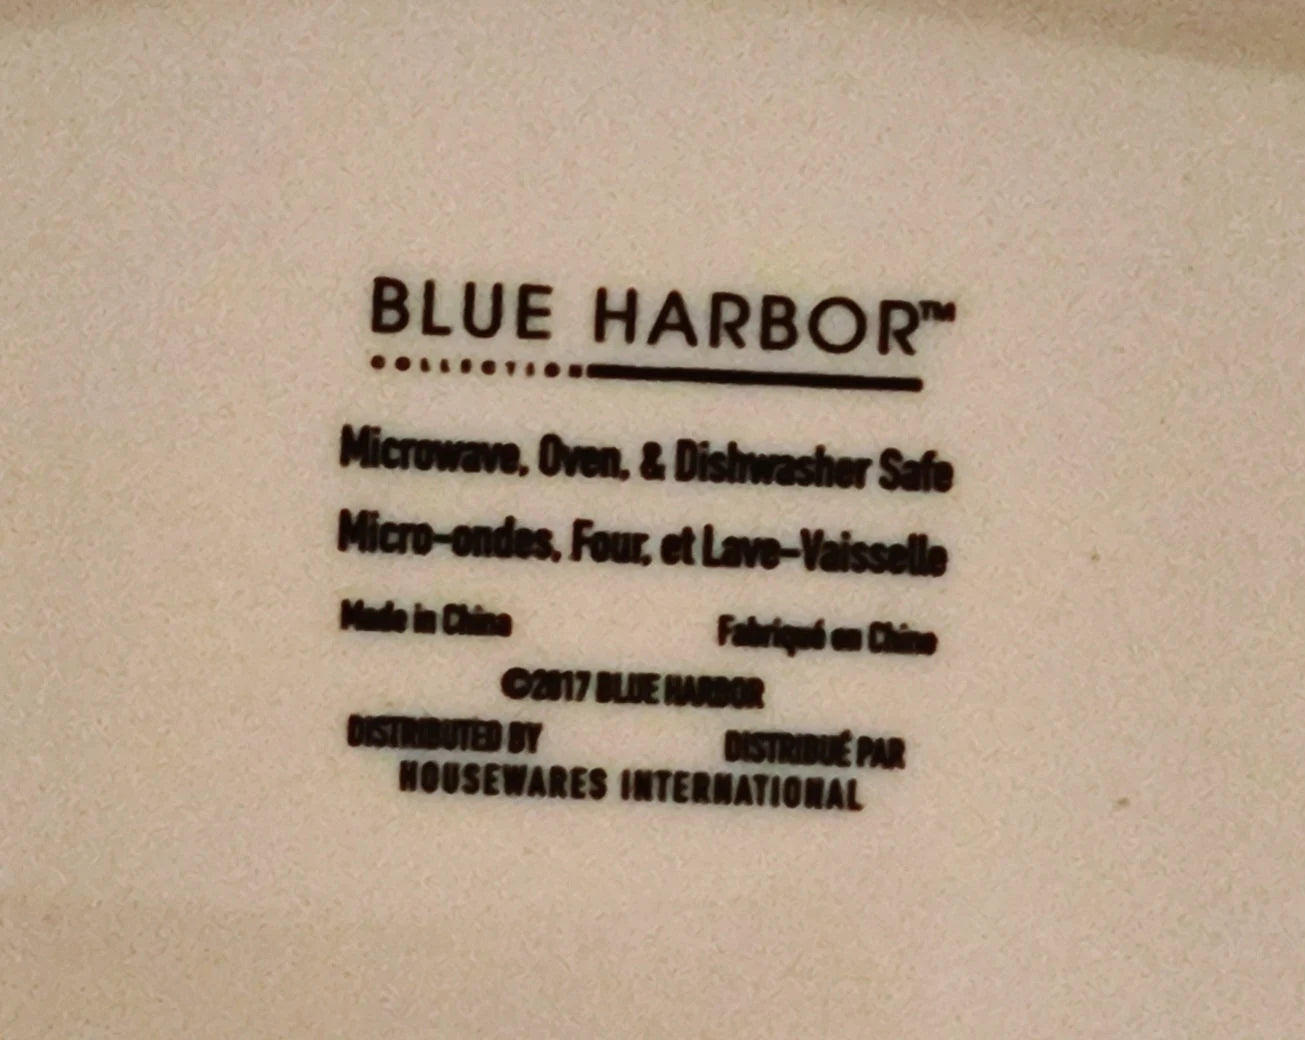 BLUE HARBOR™
COLLECTION
Microwave, Oven, & Dishwasher Safe
Micro-ondes, Four, et Lave-Vaisselle
Made in China Fabriqué en Chine
©2017 BLUE HARBOR
DISTRIBUTED BY DISTRIBUÉ PAR
HOUSEWARES INTERNATIONAL